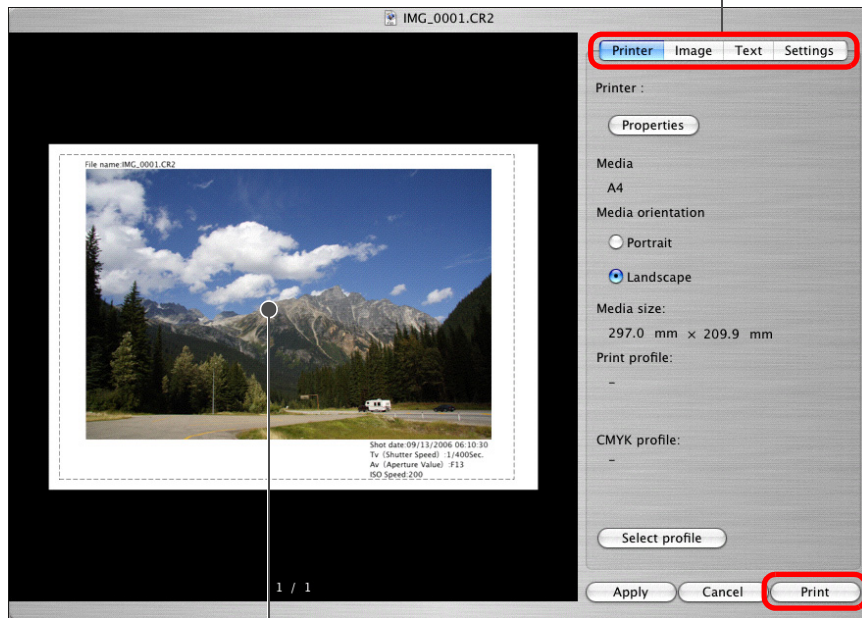 IMG_0001.CR2
Printer Image Text Settings
Printer :
Properties
Media
A4
Media orientation
Portrait
Landscape
Media size:
297.0 mm × 209.9 mm
Print profile:
–
CMYK profile:
–
Select profile
Apply Cancel Print
File name:IMG_0001.CR2
Shot date:09/13/2006 06:10:30
Tv (Shutter Speed) :1/400Sec.
Av (Aperture Value) :F13
ISO Speed:200
1 / 1